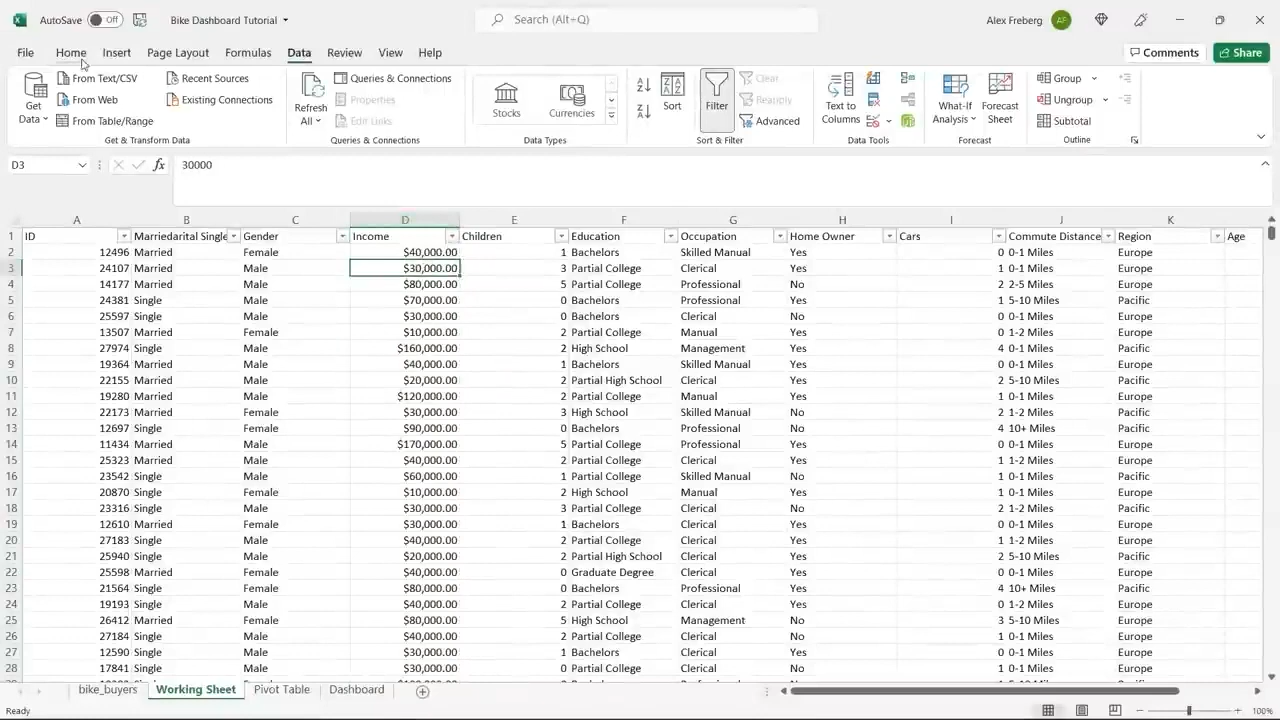 AutoSave Off Bike Dashboard Tutorial Search (Alt+Q) Alex Freberg AF
File Home Insert Page Layout Formulas Data Review View Help Comments Share
Get Data From Text/CSV From Web From Table/Range Recent Sources Existing Connections Get & Transform Data
Refresh All Queries & Connections Properties Edit Links Queries & Connections
Stocks Currencies Data Types
Sort Filter Clear Reapply Advanced Sort & Filter
Text to Columns Data Tools
What-If Analysis Forecast Sheet Forecast
Group Ungroup Subtotal Outline
D3 fx 30000
A B C D E F G H I J K
1 ID Marriedarital Single Gender Income Children Education Occupation Home Owner Cars Commute Distance Region Age
2 12496 Married Female $40,000.00 1 Bachelors Skilled Manual Yes 0 0-1 Miles Europe
3 24107 Married Male $30,000.00 3 Partial College Clerical Yes 1 0-1 Miles Europe
4 14177 Married Male $80,000.00 5 Partial College Professional No 2 2-5 Miles Europe
5 24381 Single Male $70,000.00 0 Bachelors Professional Yes 1 5-10 Miles Pacific
6 25597 Single Male $30,000.00 0 Bachelors Clerical No 0 0-1 Miles Europe
7 13507 Married Female $10,000.00 2 Partial College Manual Yes 0 1-2 Miles Europe
8 27974 Single Male $160,000.00 2 High School Management Yes 4 0-1 Miles Pacific
9 19364 Married Male $40,000.00 1 Bachelors Skilled Manual Yes 0 0-1 Miles Europe
10 22155 Married Male $20,000.00 2 Partial High School Clerical Yes 2 5-10 Miles Pacific
11 19280 Married Male $120,000.00 2 Partial College Manual Yes 1 0-1 Miles Europe
12 22173 Married Female $30,000.00 3 High School Skilled Manual No 2 1-2 Miles Pacific
13 12697 Single Female $90,000.00 0 Bachelors Professional No 4 10+ Miles Pacific
14 11434 Married Male $170,000.00 5 Partial College Professional Yes 4 0-1 Miles Europe
15 25323 Married Male $40,000.00 2 Partial College Clerical Yes 1 1-2 Miles Europe
16 23542 Single Male $60,000.00 1 Partial College Skilled Manual No 1 0-1 Miles Pacific
17 20870 Single Female $10,000.00 2 High School Manual Yes 1 0-1 Miles Europe
18 23316 Single Male $30,000.00 3 Partial College Clerical No 2 1-2 Miles Pacific
19 12610 Married Female $30,000.00 1 Bachelors Clerical Yes 0 0-1 Miles Europe
20 27183 Single Male $40,000.00 2 Partial College Clerical Yes 1 1-2 Miles Europe
21 25940 Single Male $20,000.00 2 Partial High School Clerical Yes 2 5-10 Miles Pacific
22 25598 Married Female $40,000.00 0 Graduate Degree Clerical Yes 0 0-1 Miles Europe
23 21564 Single Female $80,000.00 0 Bachelors Professional Yes 4 10+ Miles Pacific
24 19193 Single Male $40,000.00 2 Partial College Clerical Yes 0 1-2 Miles Europe
25 26412 Married Female $80,000.00 5 High School Management No 3 5-10 Miles Europe
26 27184 Single Male $40,000.00 2 Partial College Clerical No 1 0-1 Miles Europe
27 12590 Single Male $30,000.00 1 Bachelors Clerical Yes 0 0-1 Miles Europe
28 17841 Single Male $30,000.00 0 Partial College Clerical No 1 0-1 Miles Europe
bike_buyers Working Sheet Pivot Table Dashboard
Ready 100%